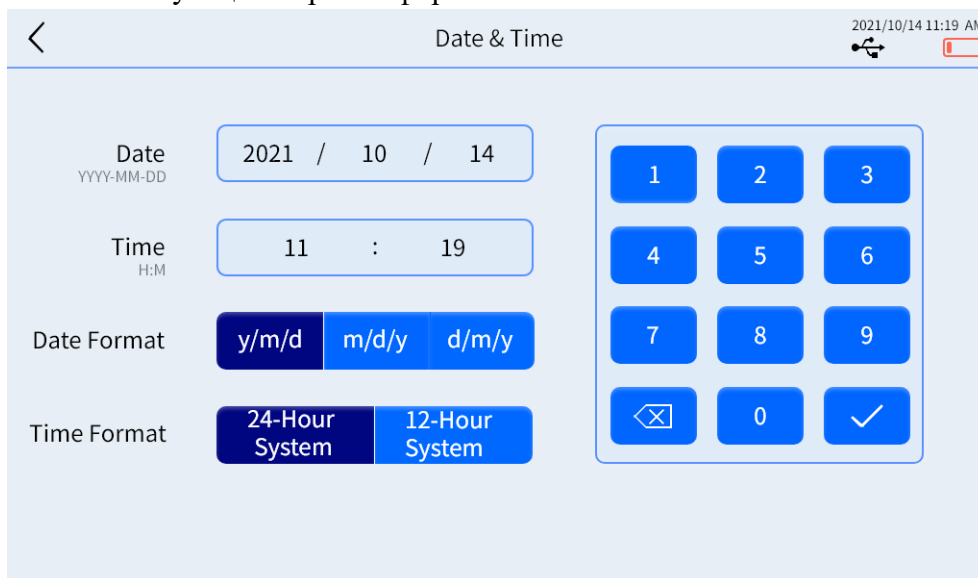 Date & Time
2021/10/14 11:19 AM
Date
YYYY-MM-DD
2021 / 10 / 14
Time
H:M
11 : 19
Date Format
y/m/d m/d/y d/m/y
Time Format
24-Hour System
12-Hour System
1 2 3
4 5 6
7 8 9
0